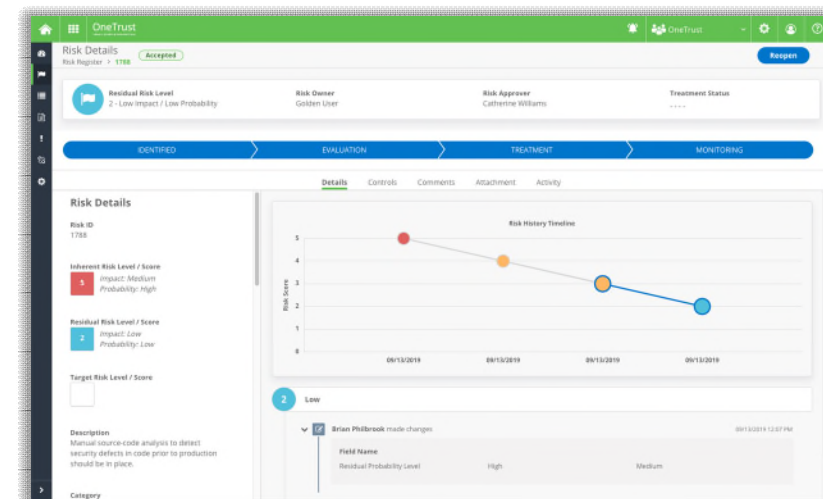 OneTrust
OneTrust
Risk Details
Accepted
Risk Register > 1788
Reopen
Residual Risk Level
2 - Low Impact / Low Probability
Risk Owner
Golden User
Risk Approver
Catherine Williams
Treatment Status
- - - -
IDENTIFIED
EVALUATION
TREATMENT
MONITORING
Details Controls Comments Attachment Activity
Risk Details
Risk ID
1788
Inherent Risk Level / Score
5
Impact: Medium
Probability: High
Residual Risk Level / Score
2
Impact: Low
Probability: Low
Target Risk Level / Score
Description
Manual source-code analysis to detect
security defects in code prior to production
should be in place.
Category
Risk History Timeline
Risk Score
5
4
3
2
1
0
09/13/2019 09/13/2019 09/13/2019 09/13/2019
2 Low
Brian Philbrook made changes
09/13/2019 12:57 PM
Field Name
Residual Probability Level High Medium